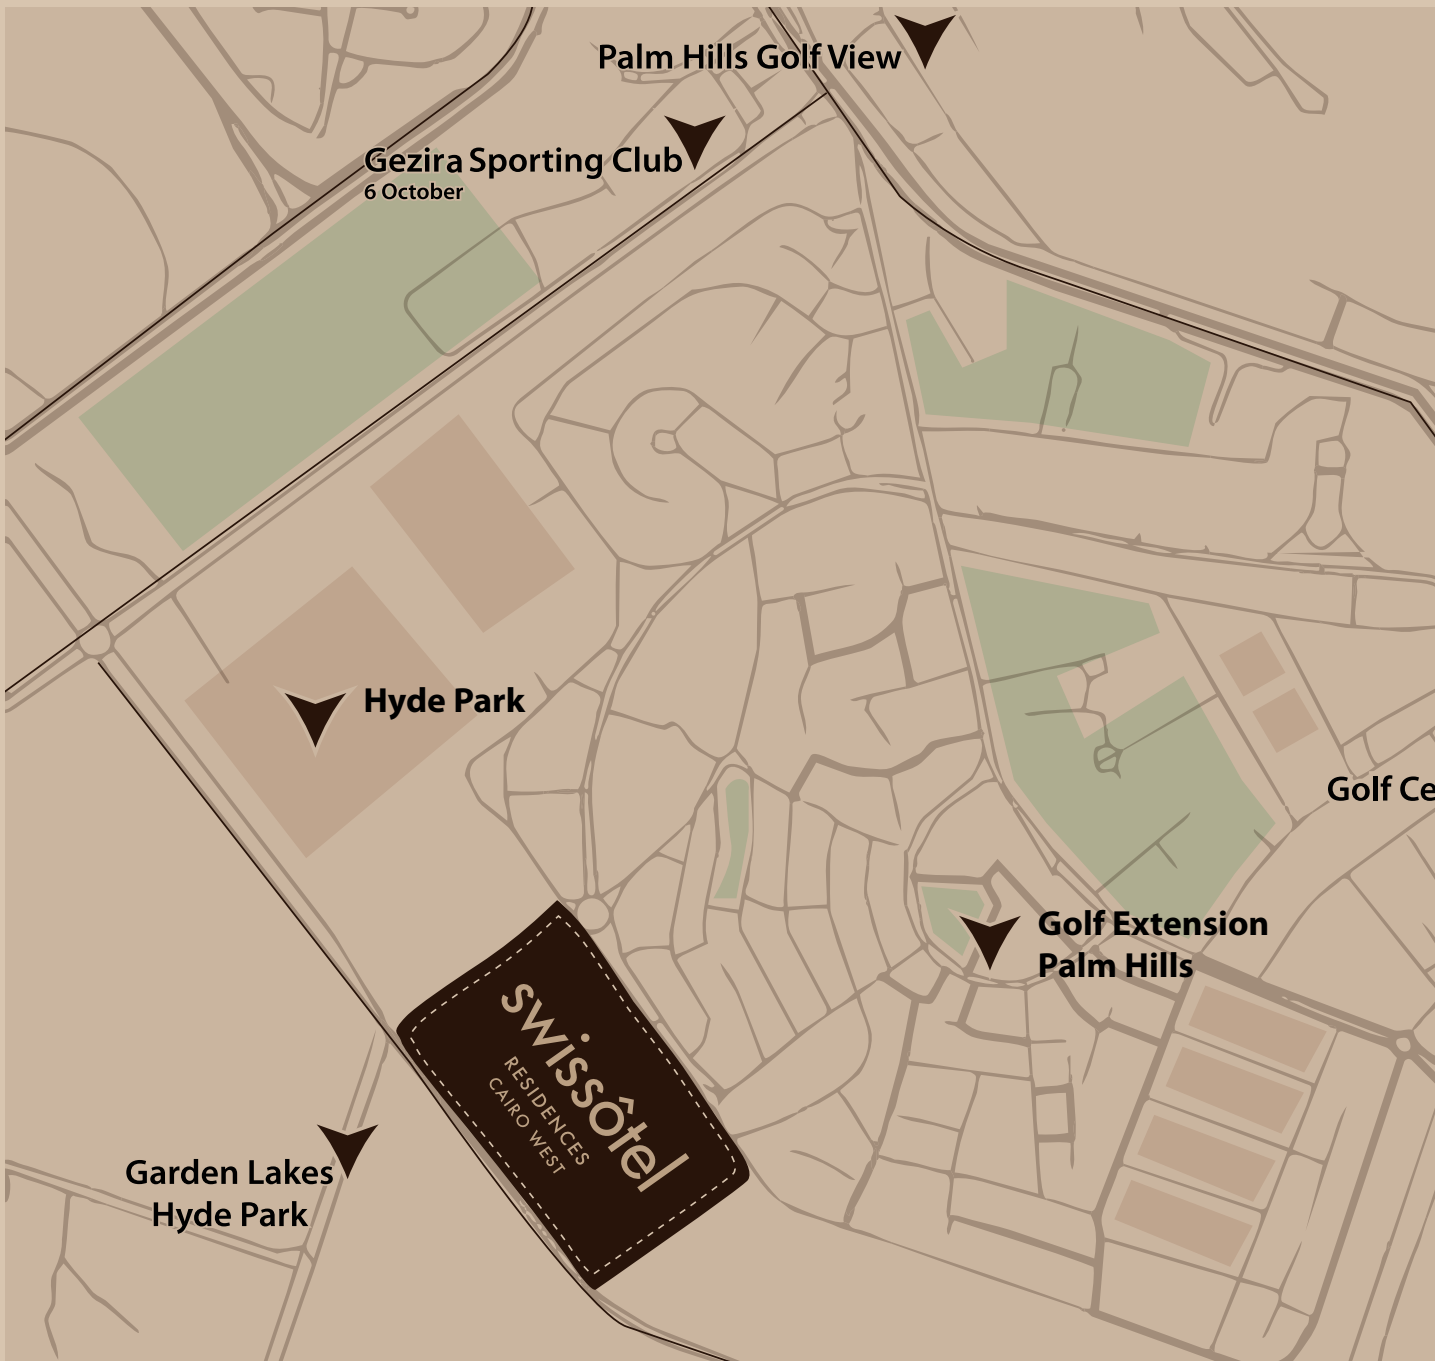 Palm Hills Golf View
Gezira Sporting Club
6 October
Hyde Park
Golf Ce
Golf Extension
Palm Hills
swissôtel
RESIDENCES
CAIRO WEST
Garden Lakes
Hyde Park